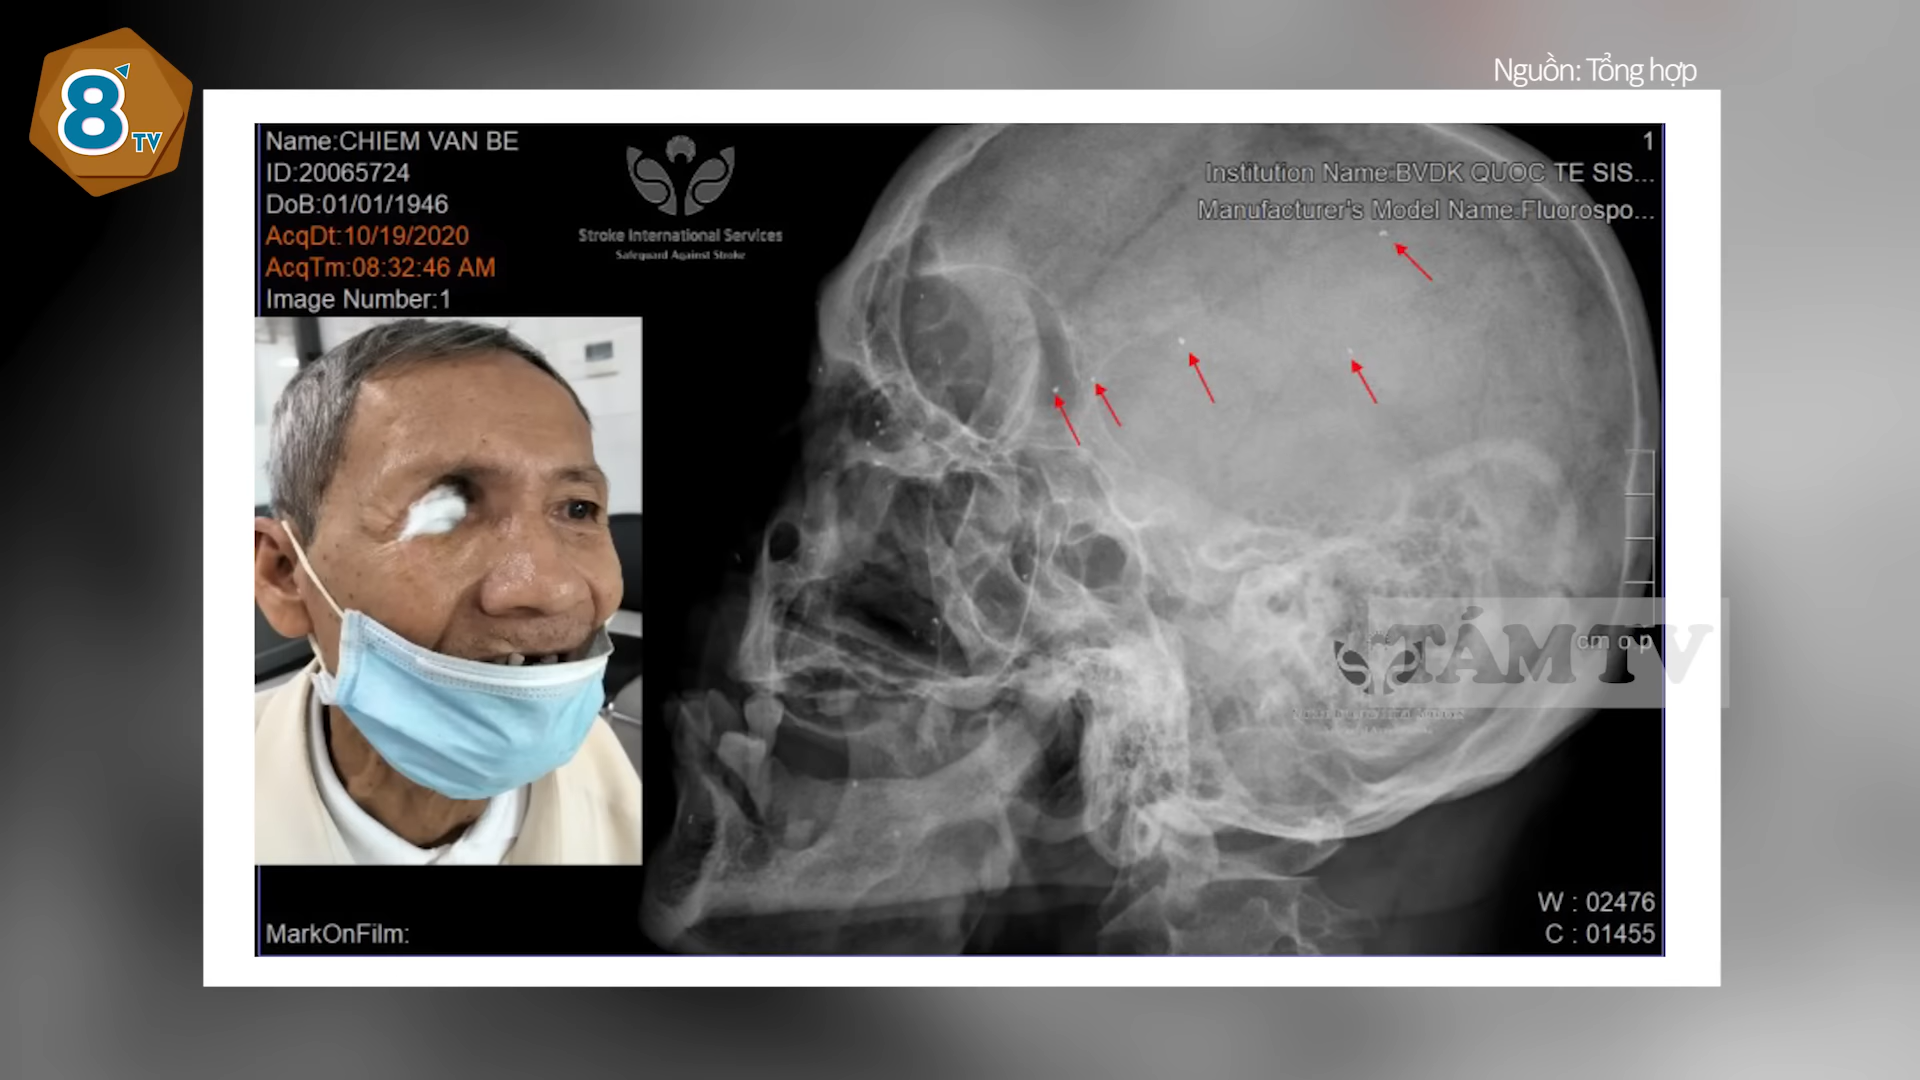 8
TV
Nguồn: Tổng hợp
Name:CHIEM VAN BE
ID:20065724
DoB:01/01/1946
AcqDt:10/19/2020
AcqTm:08:32:46 AM
Image Number:1
Stroke International Services
Safeguard Against Stroke
1
Institution Name:BVDK QUOC TE SIS...
Manufacturer's Model Name:Fluorospo...
TÁM TV
cm o p
MarkOnFilm:
W : 02476
C : 01455